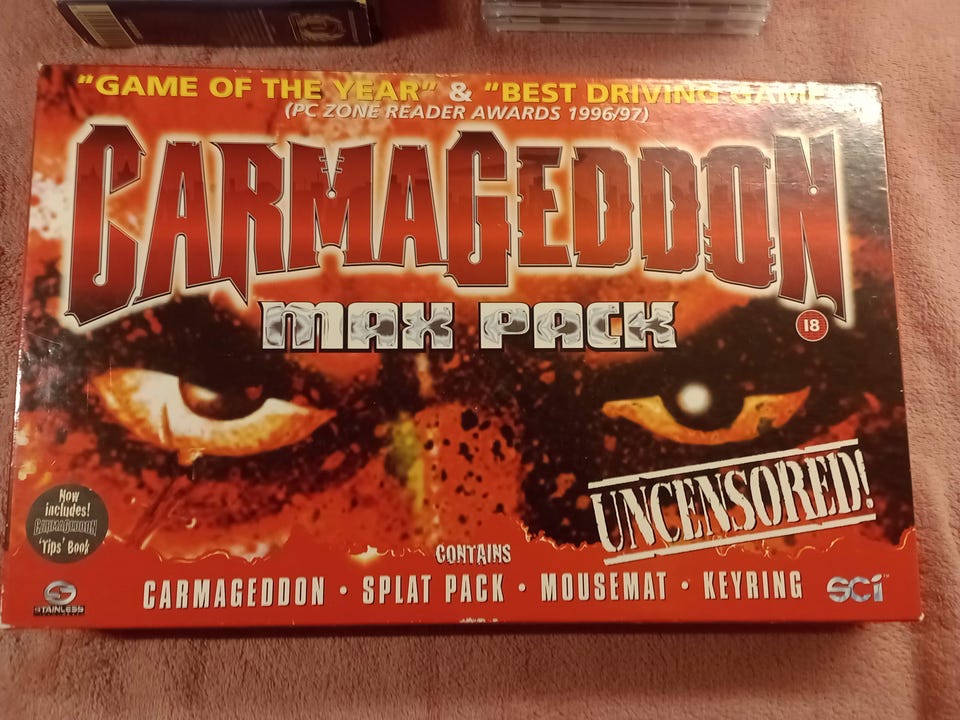 "GAME OF THE YEAR" & "BEST DRIVING GAME"
(PC ZONE READER AWARDS 1996/97)
CARMAGEDDON
MAX PACK
18
UNCENSORED!
Now
includes!
CARMAGEDDON
'Tips' Book
CONTAINS
CARMAGEDDON • SPLAT PACK • MOUSEMAT • KEYRING
STAINLESS
SCi™